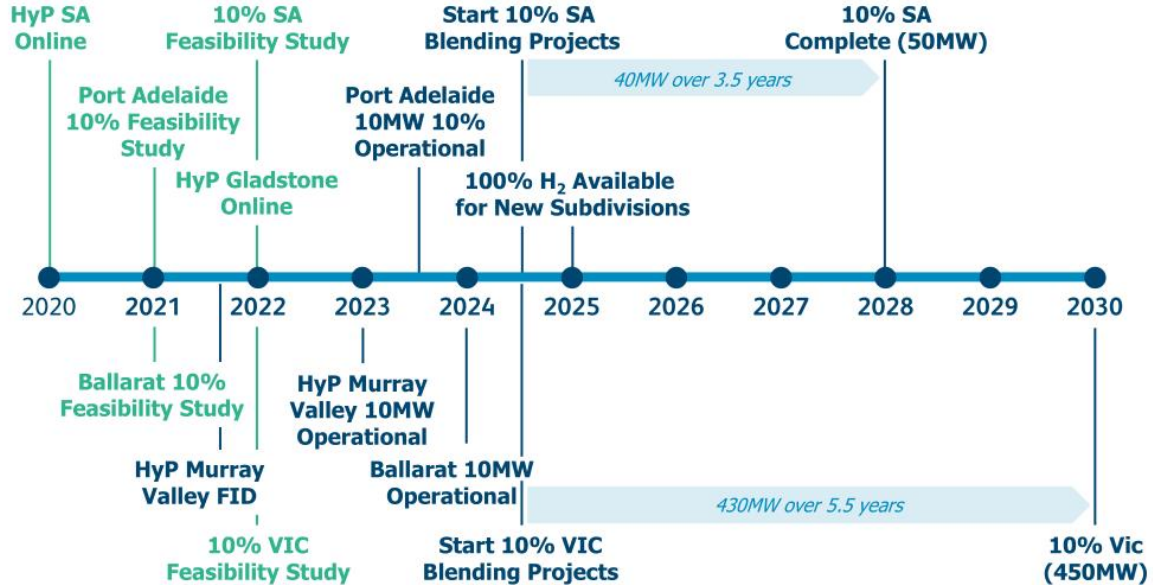 HyP SA
Online
10% SA
Feasibility Study
Start 10% SA
Blending Projects
10% SA
Complete (50MW)
40MW over 3.5 years
Port Adelaide
10% Feasibility
Study
Port Adelaide
10MW 10%
Operational
HyP Gladstone
Online
100% H₂ Available
for New Subdivisions
2020 2021 2022 2023 2024 2025 2026 2027 2028 2029 2030
Ballarat 10%
Feasibility Study
HyP Murray
Valley 10MW
Operational
HyP Murray
Valley FID
Ballarat 10MW
Operational
430MW over 5.5 years
10% VIC
Feasibility Study
Start 10% VIC
Blending Projects
10% Vic
(450MW)